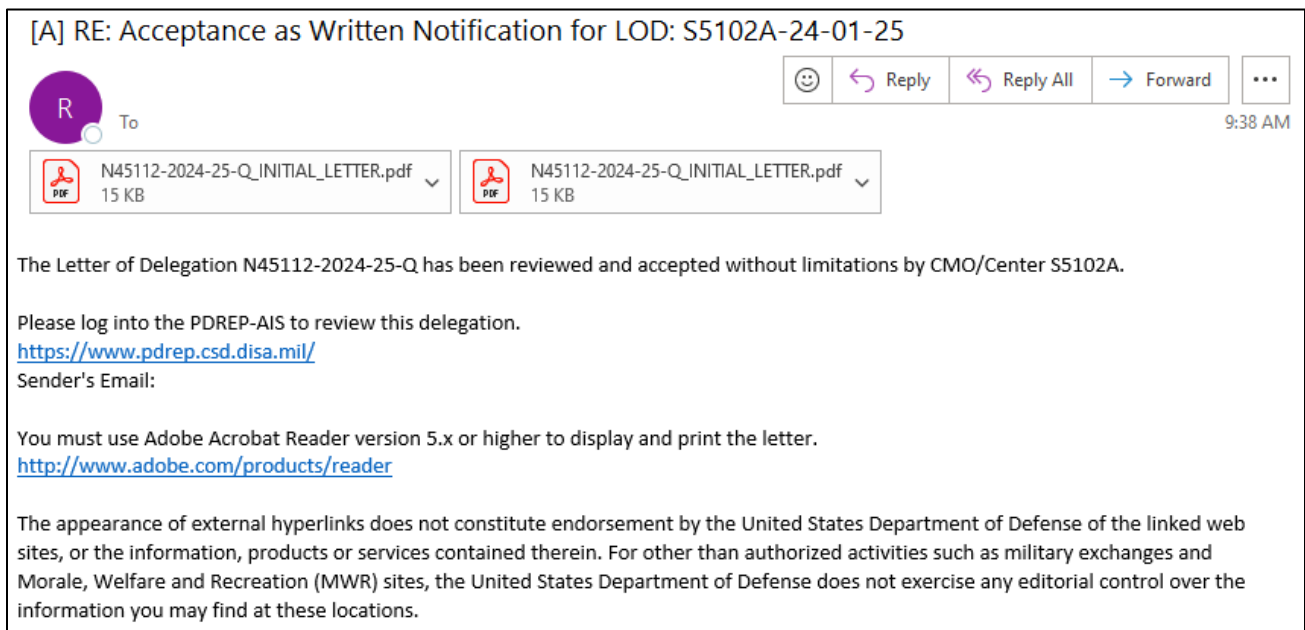 [A] RE: Acceptance as Written Notification for LOD: S5102A-24-01-25
Reply
Reply All
Forward
R
To
9:38 AM
PDF
N45112-2024-25-Q_INITIAL_LETTER.pdf
15 KB
PDF
N45112-2024-25-Q_INITIAL_LETTER.pdf
15 KB
The Letter of Delegation N45112-2024-25-Q has been reviewed and accepted without limitations by CMO/Center S5102A.
Please log into the PDREP-AIS to review this delegation.
https://www.pdrep.csd.disa.mil/
Sender's Email:
You must use Adobe Acrobat Reader version 5.x or higher to display and print the letter.
http://www.adobe.com/products/reader
The appearance of external hyperlinks does not constitute endorsement by the United States Department of Defense of the linked web
sites, or the information, products or services contained therein. For other than authorized activities such as military exchanges and
Morale, Welfare and Recreation (MWR) sites, the United States Department of Defense does not exercise any editorial control over the
information you may find at these locations.